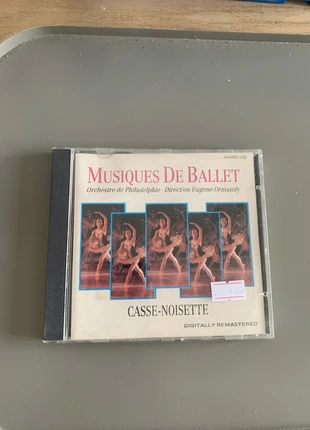 MUSIQUES DE BALLET
Orchestre de Philadelphie - Direction Eugene Ormandy
CASSE-NOISETTE
DIGITALLY REMASTERED